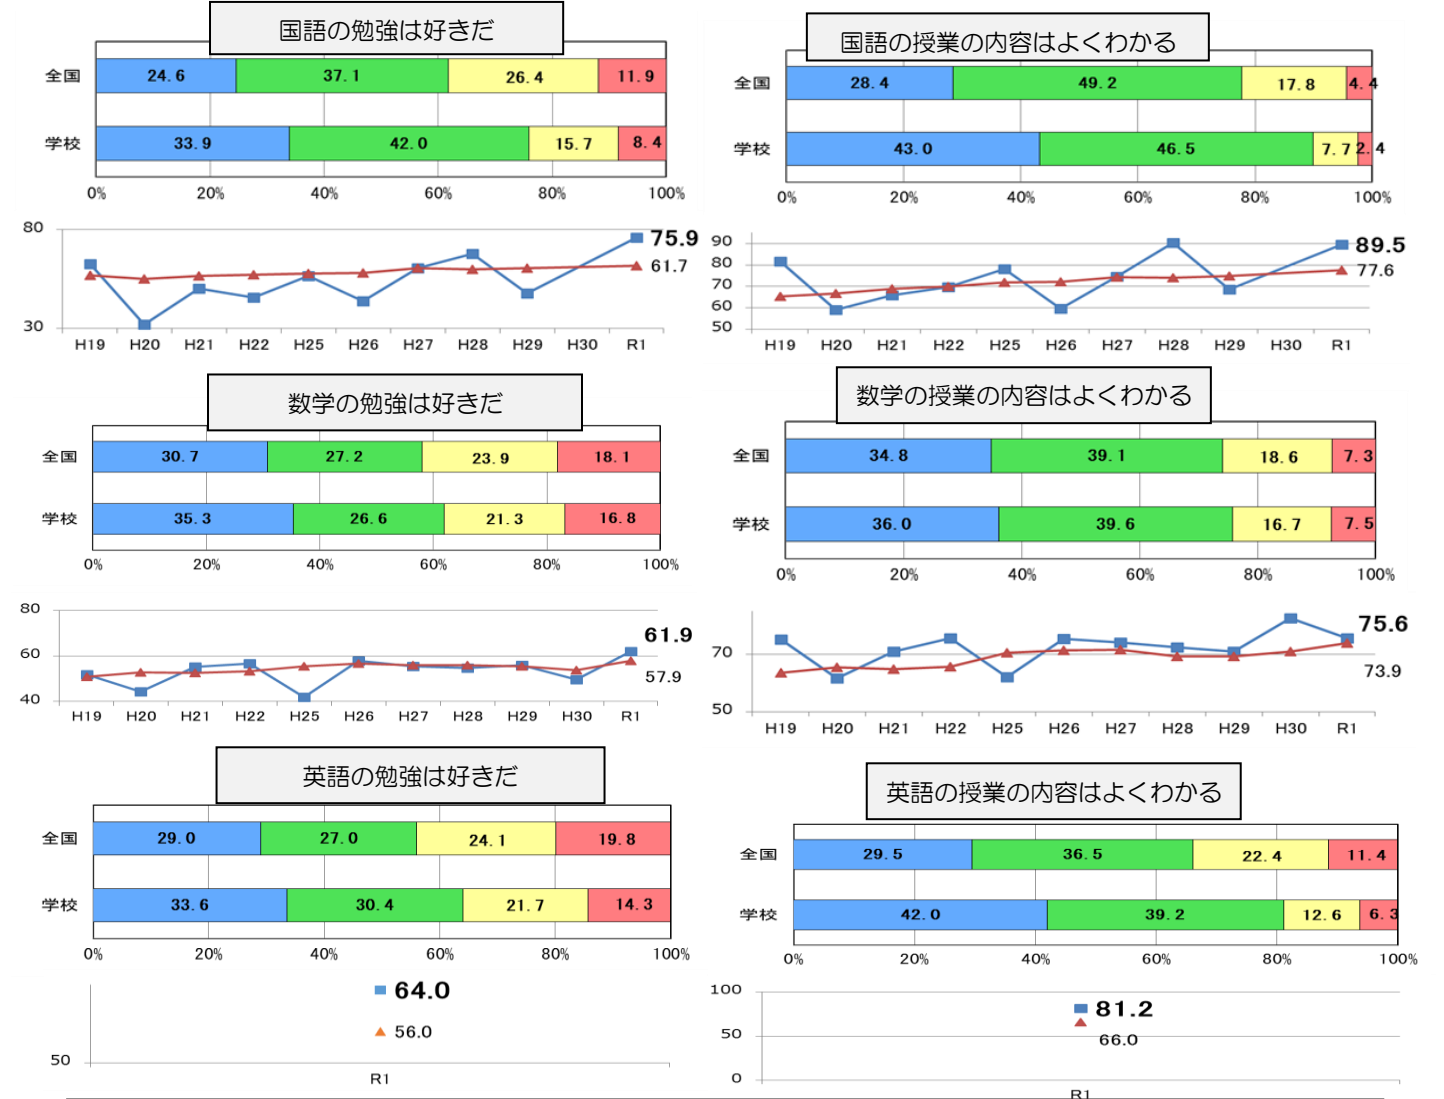 国語の勉強は好きだ
全国 24.6 37.1 26.4 11.9
学校 33.9 42.0 15.7 8.4
0% 20% 40% 60% 80% 100%
80
75.9
61.7
30
H19 H20 H21 H22 H25 H26 H27 H28 H29 H30 R1
国語の授業の内容はよくわかる
全国 28.4 49.2 17.8 4.4
学校 43.0 46.5 7.7 2.4
0% 20% 40% 60% 80% 100%
90
89.5
80
77.6
70
60
50
H19 H20 H21 H22 H25 H26 H27 H28 H29 H30 R1
数学の勉強は好きだ
全国 30.7 27.2 23.9 18.1
学校 35.3 26.6 21.3 16.8
0% 20% 40% 60% 80% 100%
80
61.9
60
57.9
40
H19 H20 H21 H22 H25 H26 H27 H28 H29 H30 R1
数学の授業の内容はよくわかる
全国 34.8 39.1 18.6 7.3
学校 36.0 39.6 16.7 7.5
0% 20% 40% 60% 80% 100%
75.6
70
73.9
50
H19 H20 H21 H22 H25 H26 H27 H28 H29 H30 R1
英語の勉強は好きだ
全国 29.0 27.0 24.1 19.8
学校 33.6 30.4 21.7 14.3
0% 20% 40% 60% 80% 100%
64.0
56.0
50
R1
英語の授業の内容はよくわかる
全国 29.5 36.5 22.4 11.4
学校 42.0 39.2 12.6 6.3
0% 20% 40% 60% 80% 100%
100
81.2
50
66.0
0
R1